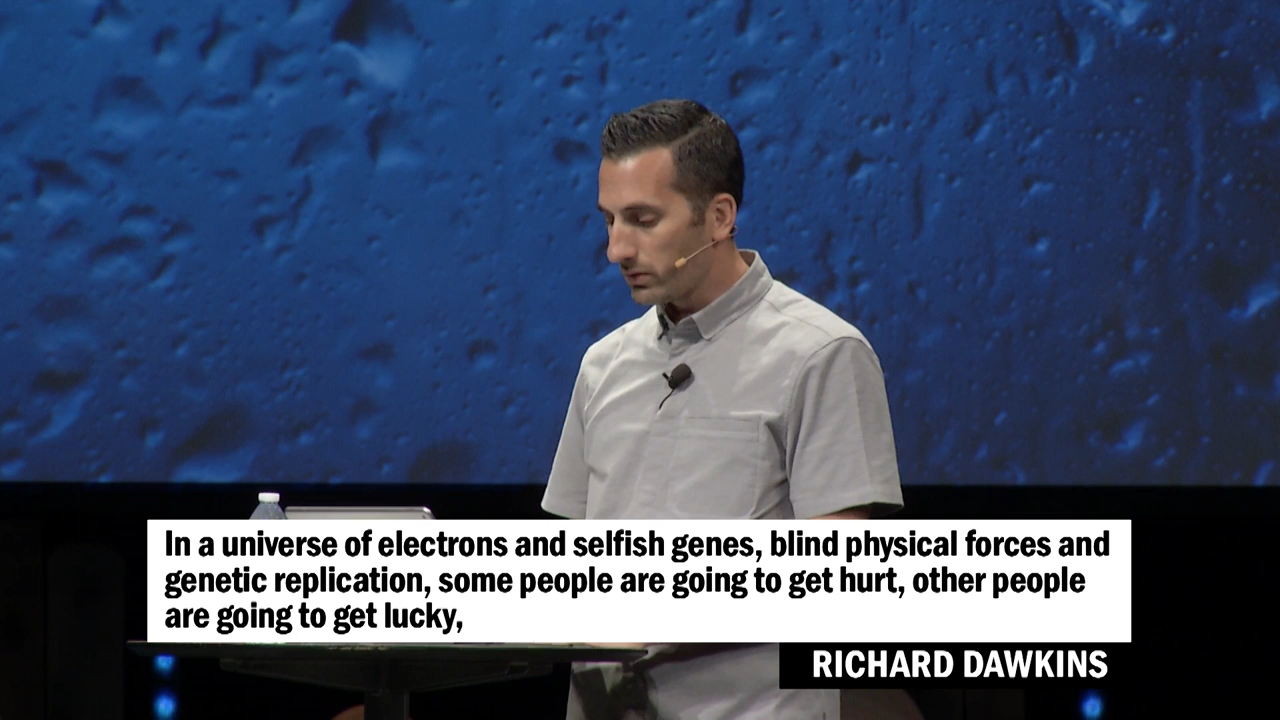 In a universe of electrons and selfish genes, blind physical forces and
genetic replication, some people are going to get hurt, other people
are going to get lucky,
RICHARD DAWKINS